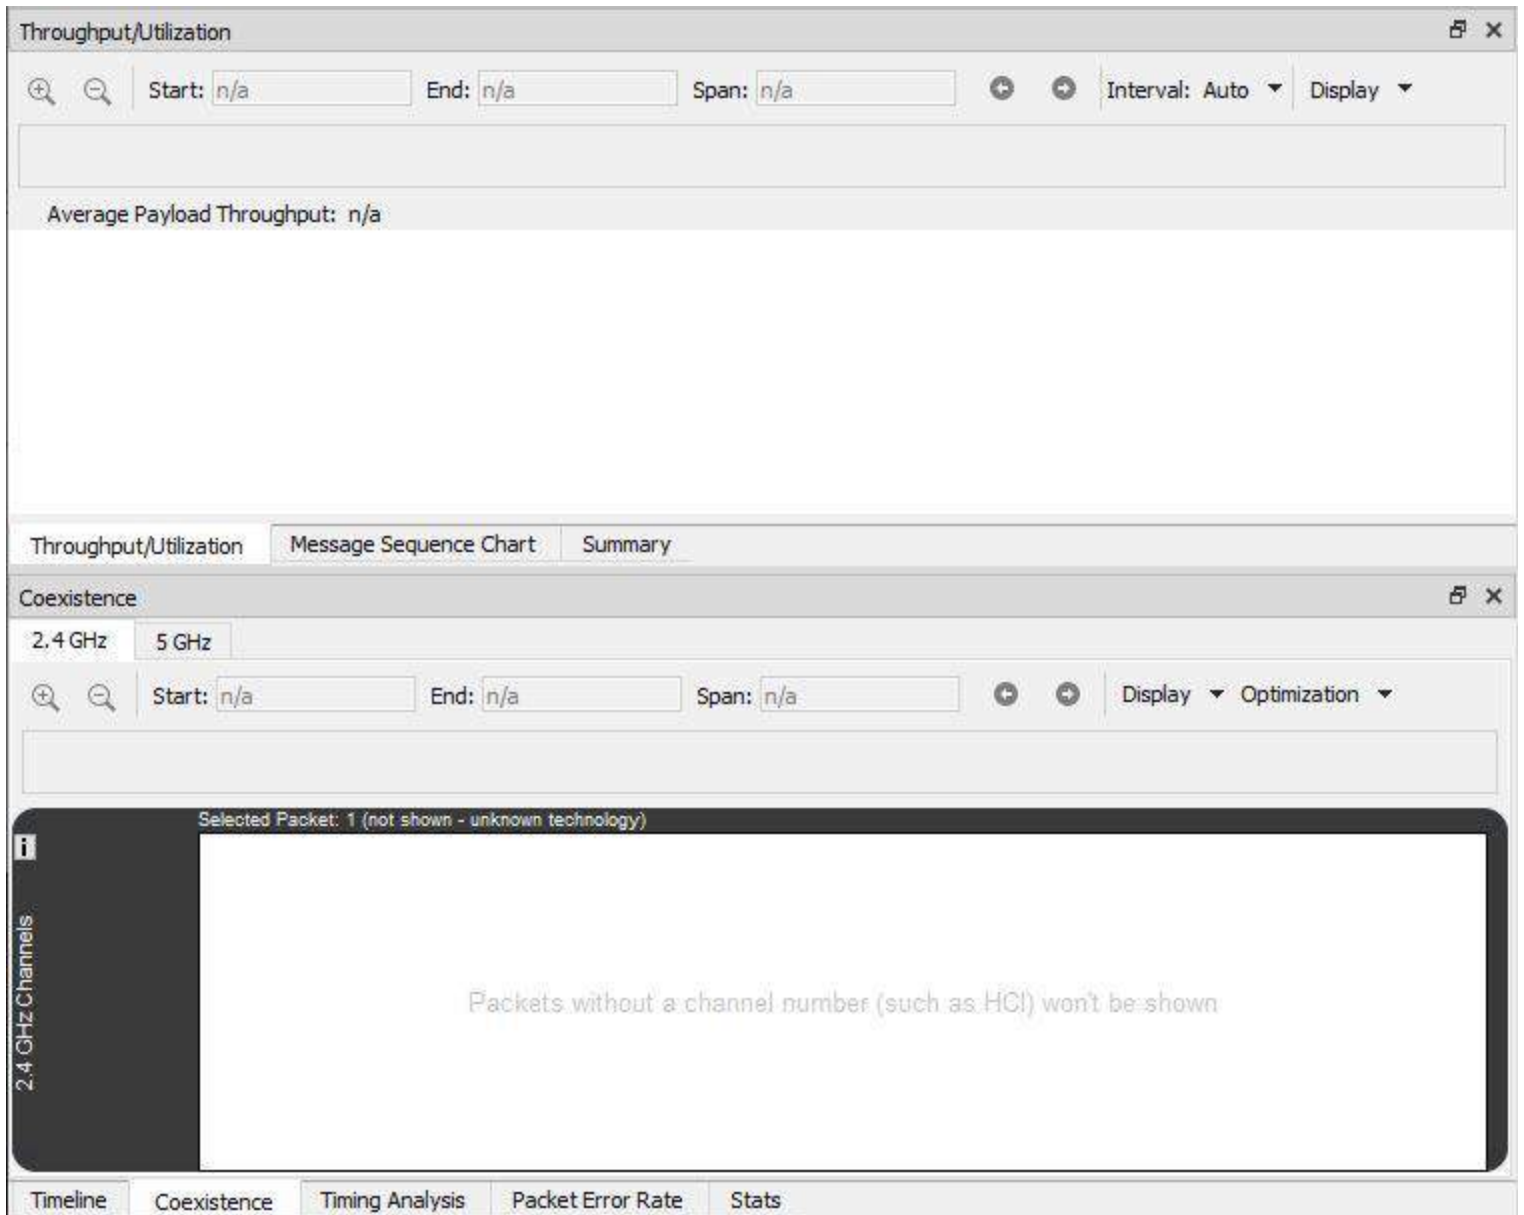 Throughput/Utilization
Start: n/a End: n/a Span: n/a Interval: Auto Display
Average Payload Throughput: n/a
Throughput/Utilization Message Sequence Chart Summary
Coexistence
2.4 GHz 5 GHz
Start: n/a End: n/a Span: n/a Display Optimization
Selected Packet: 1 (not shown - unknown technology)
i
2.4 GHz Channels
Packets without a channel number (such as HCI) won't be shown
Timeline Coexistence Timing Analysis Packet Error Rate Stats